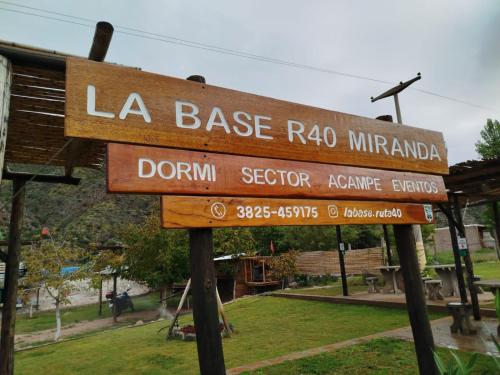 LA BASE R40 MIRANDA
DORMI SECTOR ACAMPE EVENTOS
3825-459175 labase.ruta40